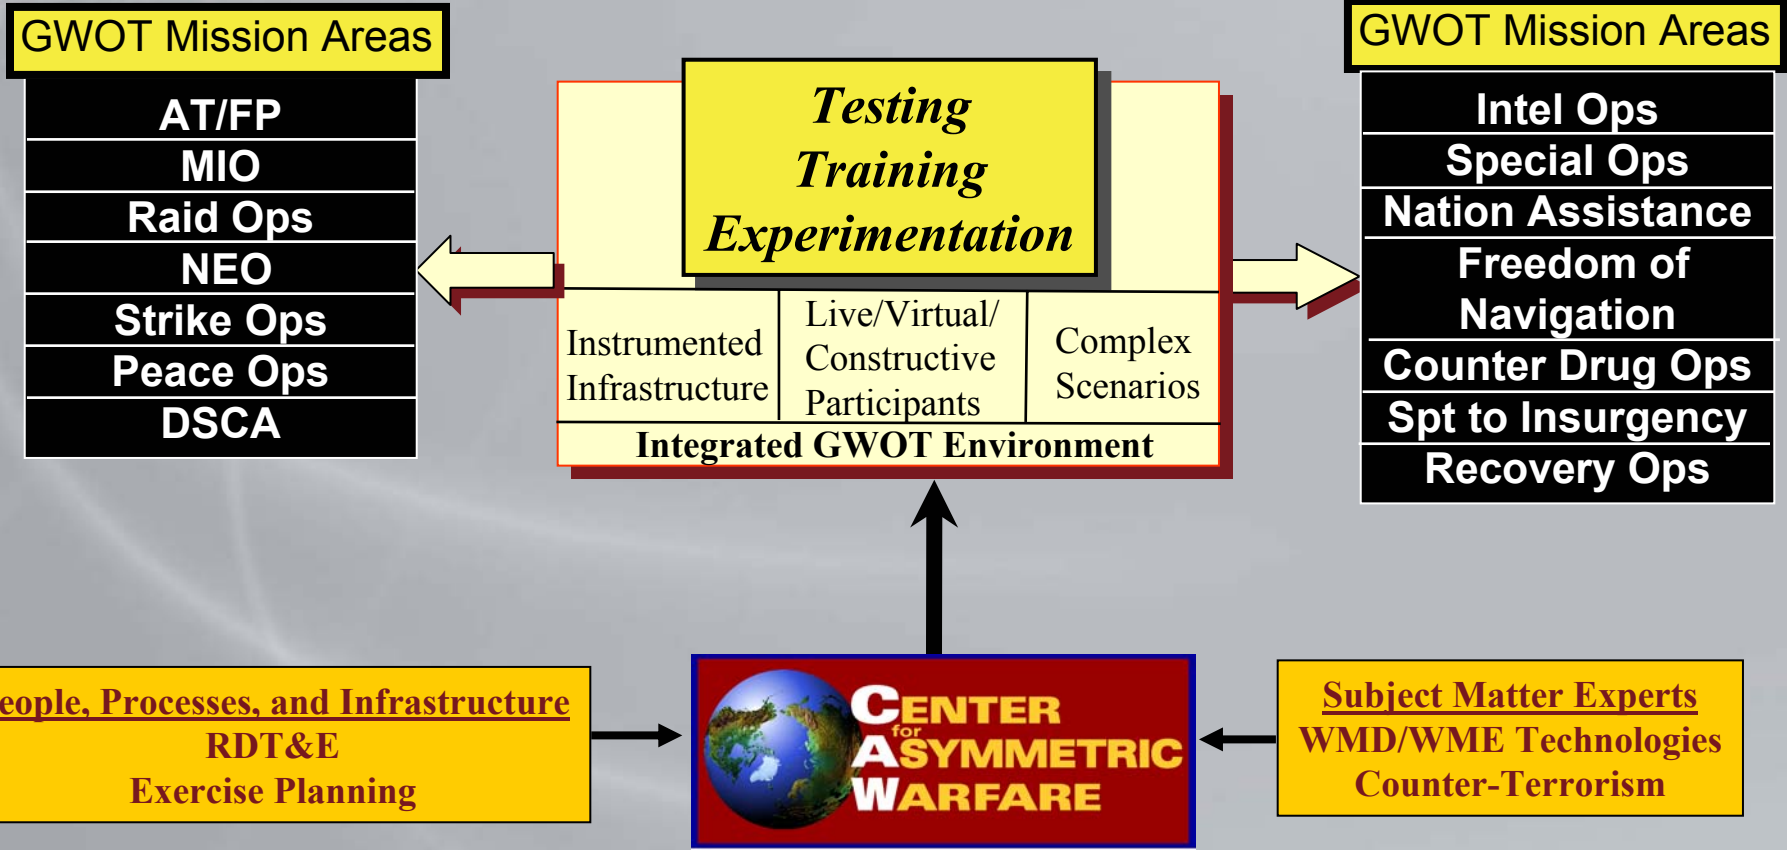 GWOT Mission Areas
AT/FP
MIO
Raid Ops
NEO
Strike Ops
Peace Ops
DSCA
Testing
Training
Experimentation
Instrumented
Infrastructure
Live/Virtual/
Constructive
Participants
Complex
Scenarios
Integrated GWOT Environment
GWOT Mission Areas
Intel Ops
Special Ops
Nation Assistance
Freedom of
Navigation
Counter Drug Ops
Spt to Insurgency
Recovery Ops
eople, Processes, and Infrastructure
RDT&E
Exercise Planning
CENTER
for
ASYMMETRIC
WARFARE
Subject Matter Experts
WMD/WME Technologies
Counter-Terrorism